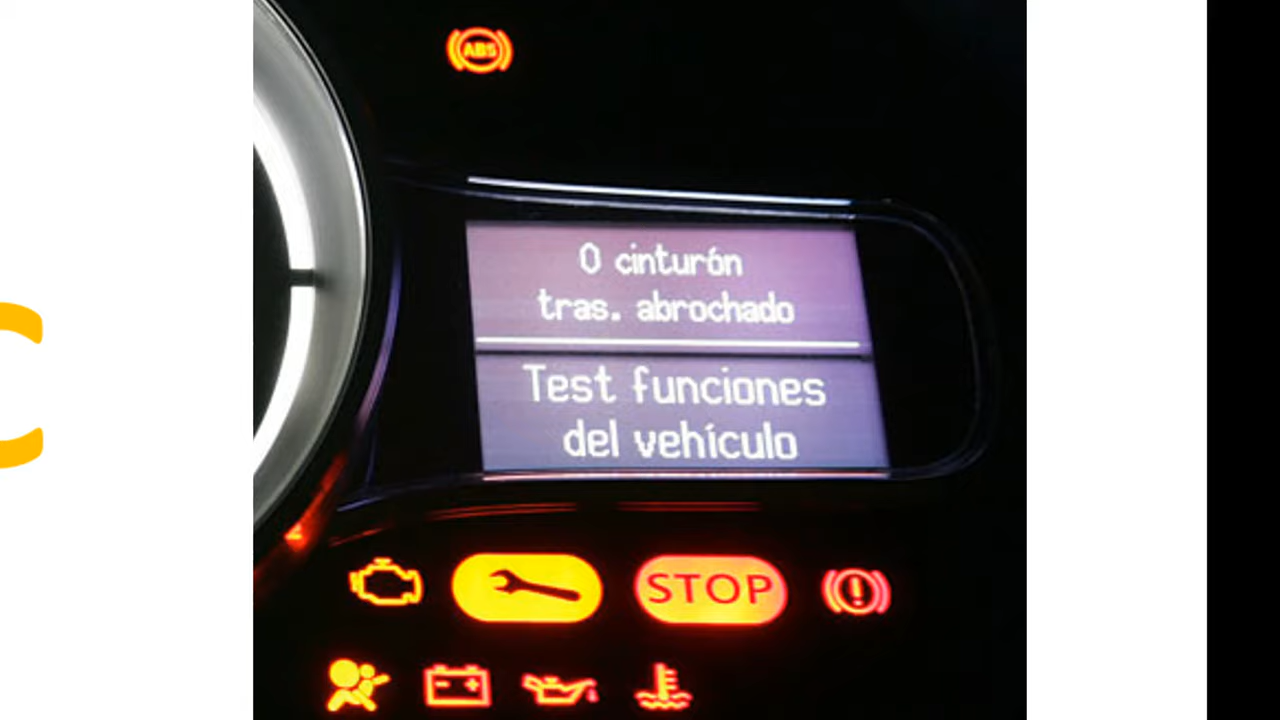 ABS
0 cinturón
tras. abrochado
Test funciones
del vehículo
STOP